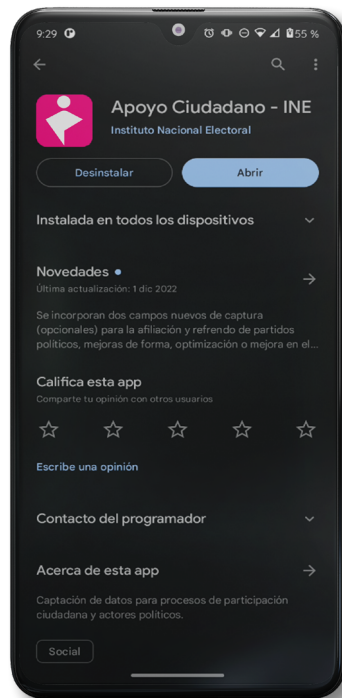 9:29 55 %
Apoyo Ciudadano - INE
Instituto Nacional Electoral
Desinstalar Abrir
Instalada en todos los dispositivos
Novedades
Última actualización: 1 dic 2022
Se incorporan dos campos nuevos de captura
(opcionales) para la afiliación y refrendo de partidos
políticos, mejoras de forma, optimización o mejora en el...
Califica esta app
Comparte tu opinión con otros usuarios
Escribe una opinión
Contacto del programador
Acerca de esta app
Captación de datos para procesos de participación
ciudadana y actores políticos.
Social